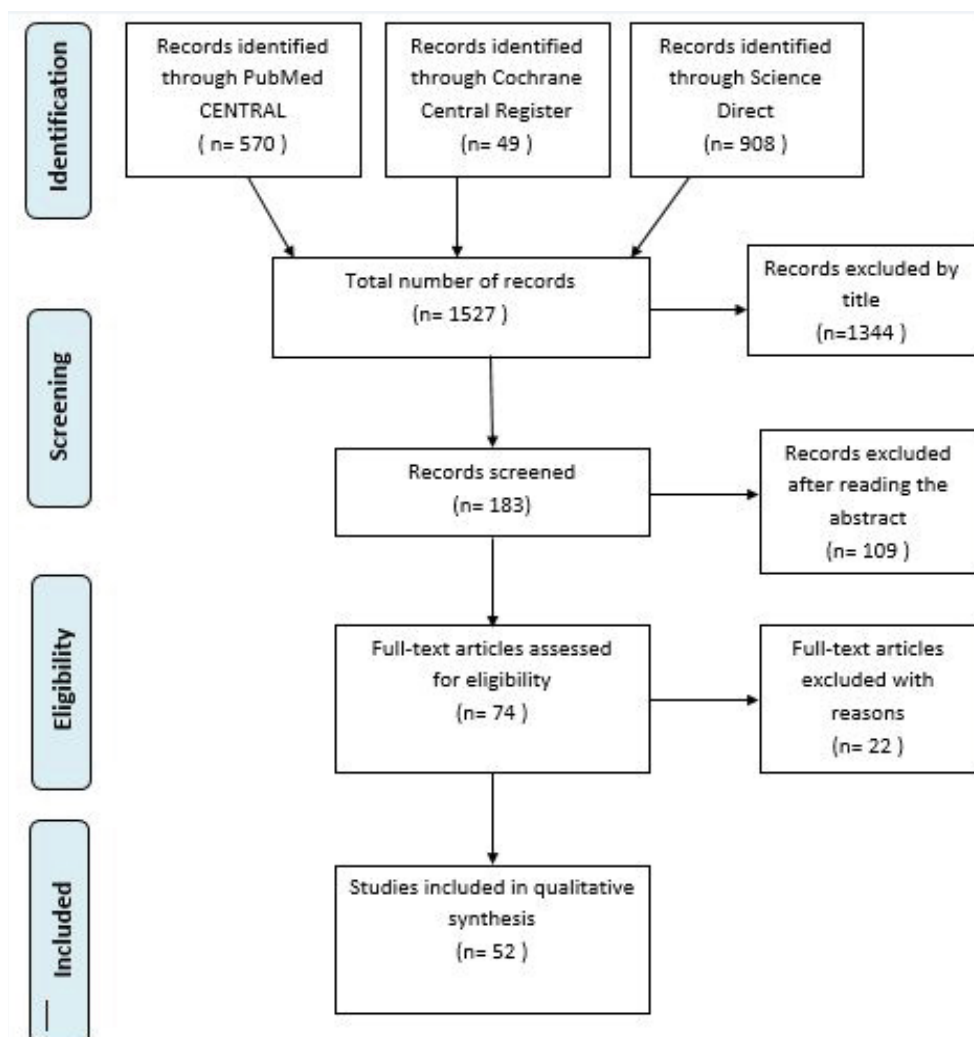 Identification
Records identified
through PubMed
CENTRAL
( n= 570 )
Records identified
through Cochrane
Central Register
(n= 49 )
Records identified
through Science
Direct
(n= 908 )
Total number of records
(n= 1527 )
Records excluded by
title
(n=1344 )
Screening
Records screened
(n= 183)
Records excluded
after reading the
abstract
(n= 109 )
Eligibility
Full-text articles assessed
for eligibility
(n= 74 )
Full-text articles
excluded with
reasons
(n= 22 )
Included
Studies included in qualitative
synthesis
(n= 52 )